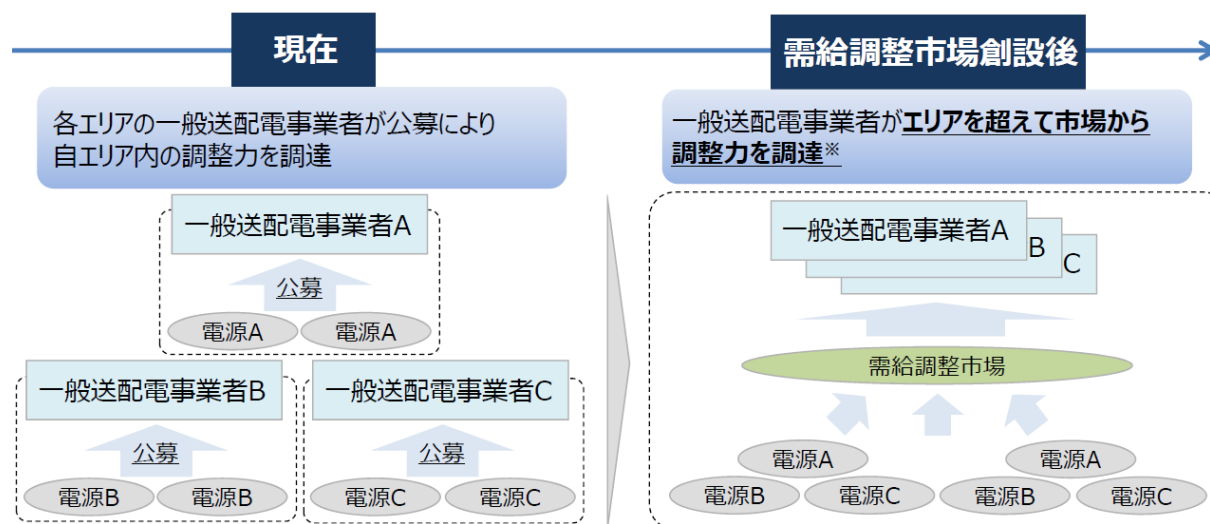 現在
各エリアの一般送配電事業者が公募により
自エリア内の調整力を調達
一般送配電事業者A
公募
電源A
電源A
一般送配電事業者B
公募
電源B
電源B
一般送配電事業者C
公募
電源C
電源C
需給調整市場創設後
一般送配電事業者がエリアを超えて市場から
調整力を調達※
一般送配電事業者A
B
C
需給調整市場
電源A
電源A
電源B
電源C
電源B
電源C